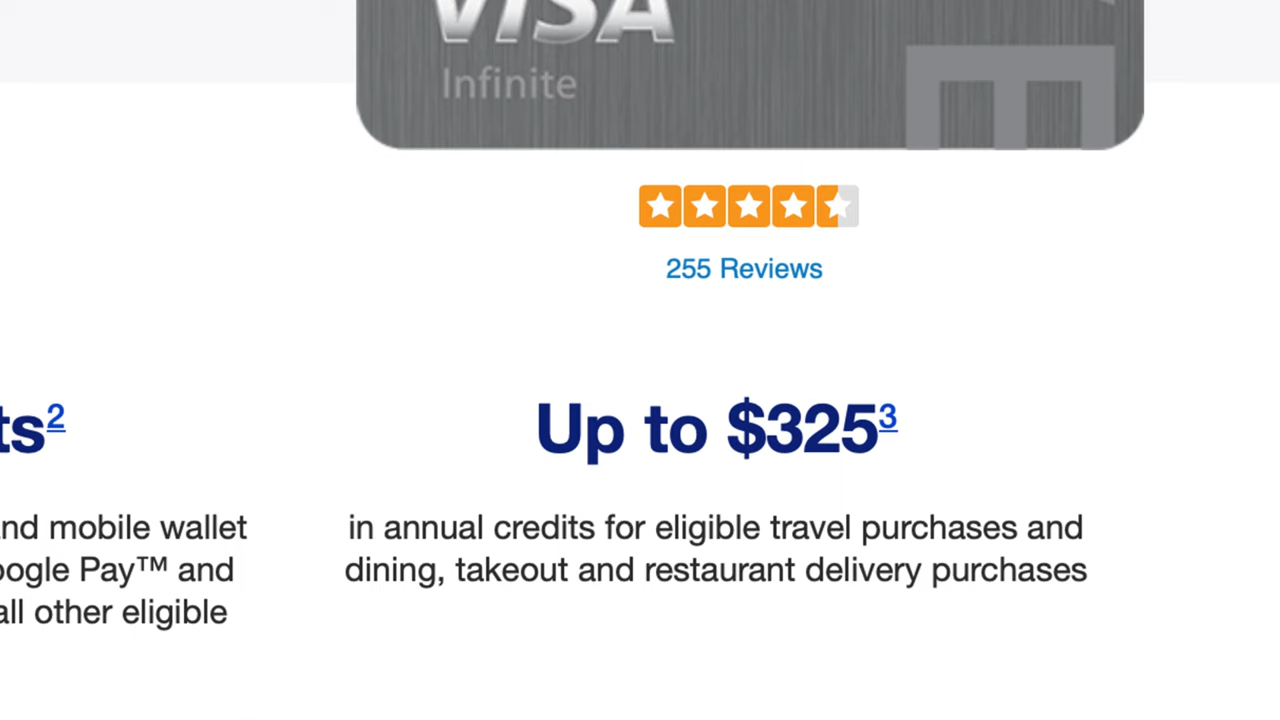 VISA
Infinite
255 Reviews
ts2
Up to $3253
nd mobile wallet
in annual credits for eligible travel purchases and
oogle Pay™ and
dining, takeout and restaurant delivery purchases
all other eligible